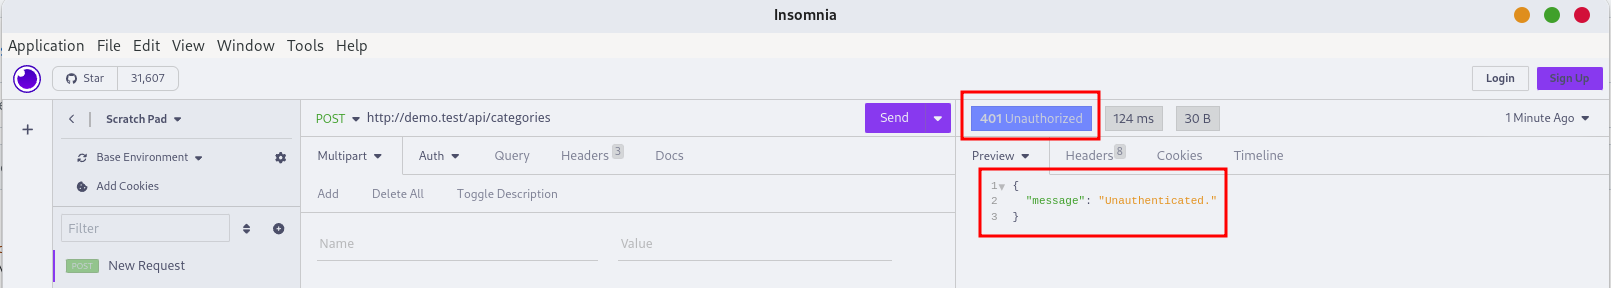 Insomnia
Application File Edit View Window Tools Help
Star 31,607 Login Sign Up
Scratch Pad POST http://demo.test/api/categories Send 401 Unauthorized 124 ms 30 B 1 Minute Ago
Base Environment Multipart Auth Query Headers 3 Docs Preview Headers 8 Cookies Timeline
Add Cookies Add Delete All Toggle Description 1 {
2 "message": "Unauthenticated."
3 }
Filter Name Value
POST New Request